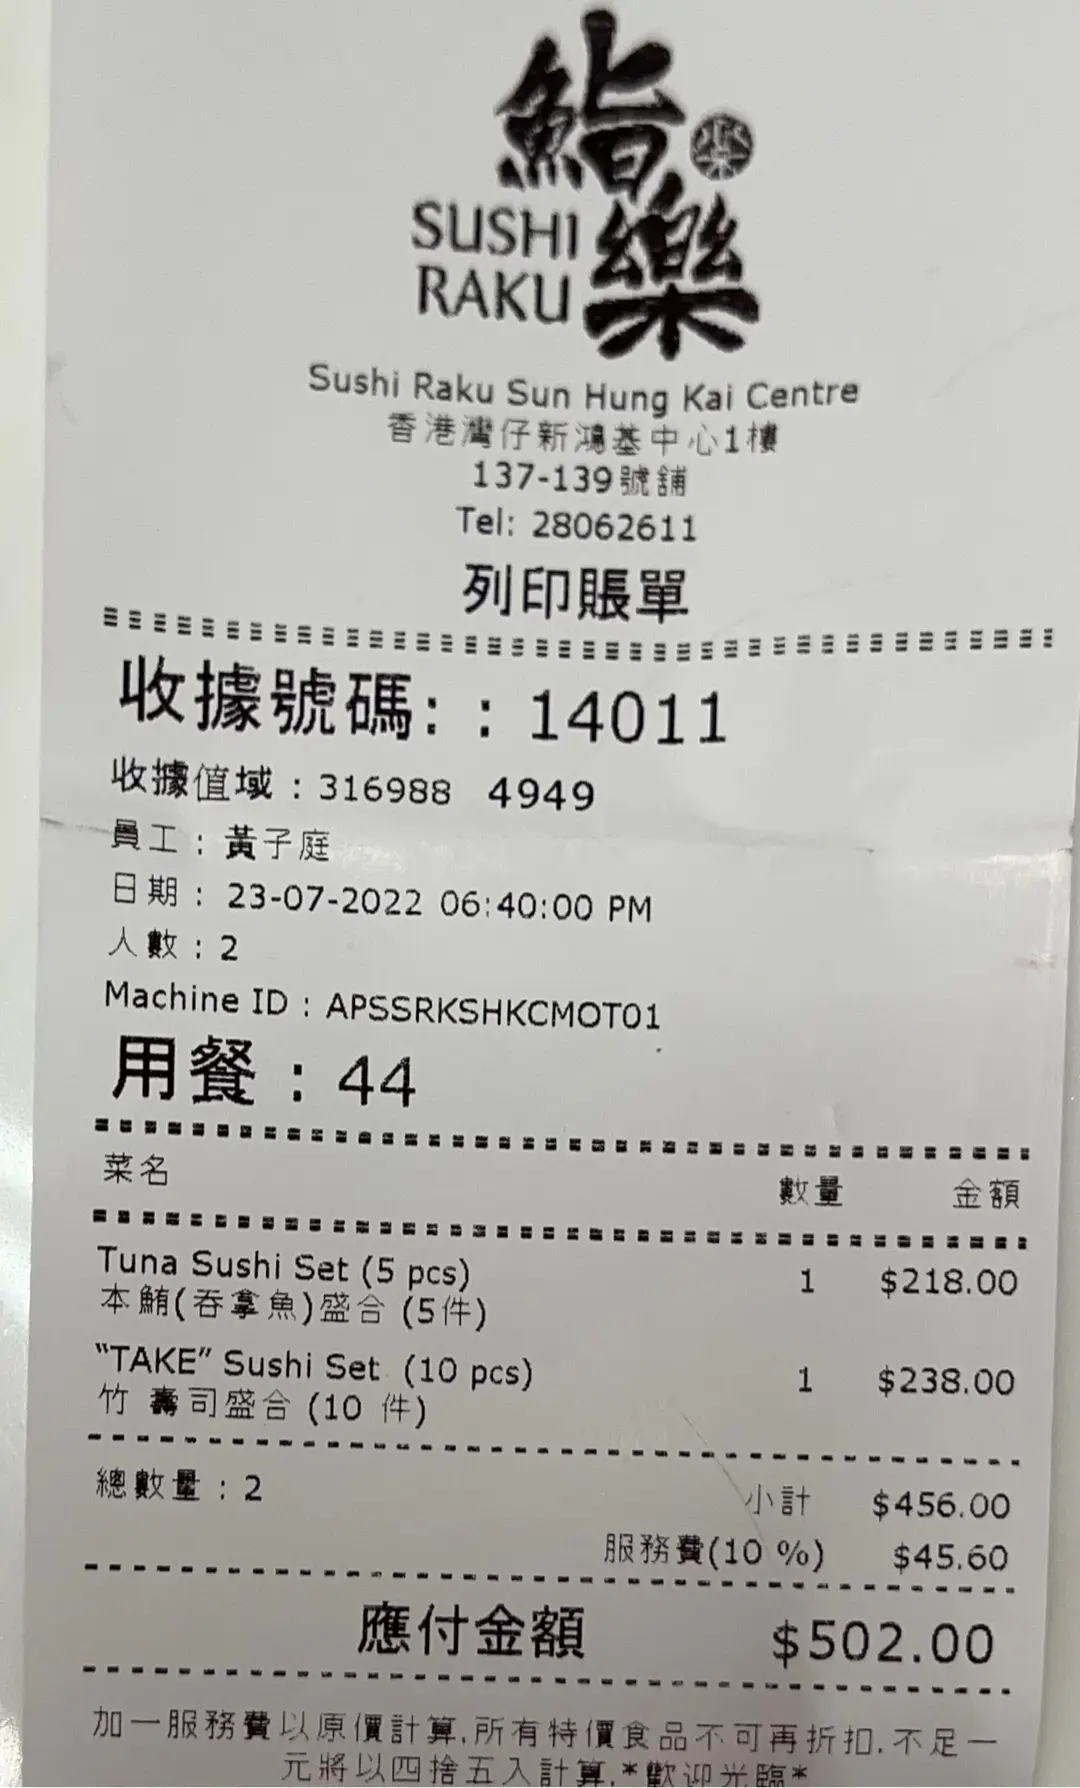 鮨樂
SUSHI
RAKU
Sushi Raku Sun Hung Kai Centre
香港灣仔新鴻基中心1樓
137-139號舖
Tel: 28062611
列印賬單
收據號碼: : 14011
收據值域 : 316988 4949
員工 : 黃子庭
日期 : 23-07-2022 06:40:00 PM
人數 : 2
Machine ID : APSSRKSHKCMOT01
用餐 : 44
菜名 數量 金額
Tuna Sushi Set (5 pcs) 1 $218.00
本鮪(吞拿魚)盛合 (5件)
“TAKE” Sushi Set (10 pcs) 1 $238.00
竹 壽司盛合 (10 件)
總數量 : 2 小計 $456.00
服務費(10 %) $45.60
應付金額 $502.00
加一服務費以原價計算.所有特價食品不可再折扣.不足一
元將以四捨五入計算.*歡迎光臨*